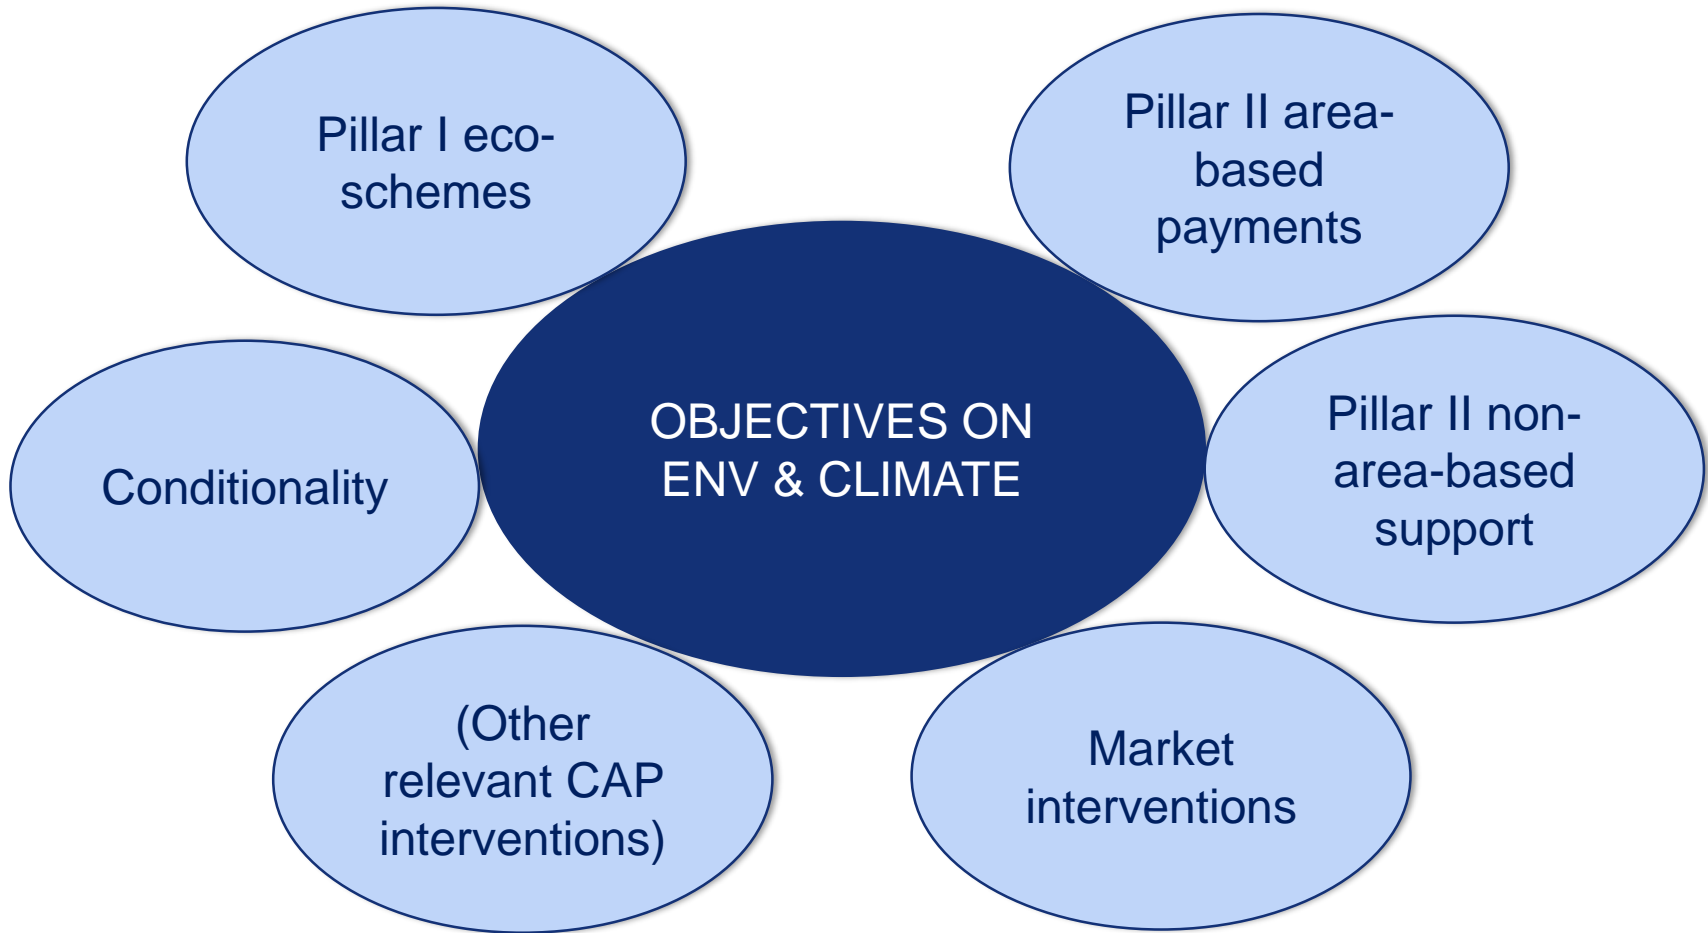 Pillar I eco-
schemes
Pillar II area-
based
payments
OBJECTIVES ON
ENV & CLIMATE
Conditionality
Pillar II non-
area-based
support
(Other
relevant CAP
interventions)
Market
interventions